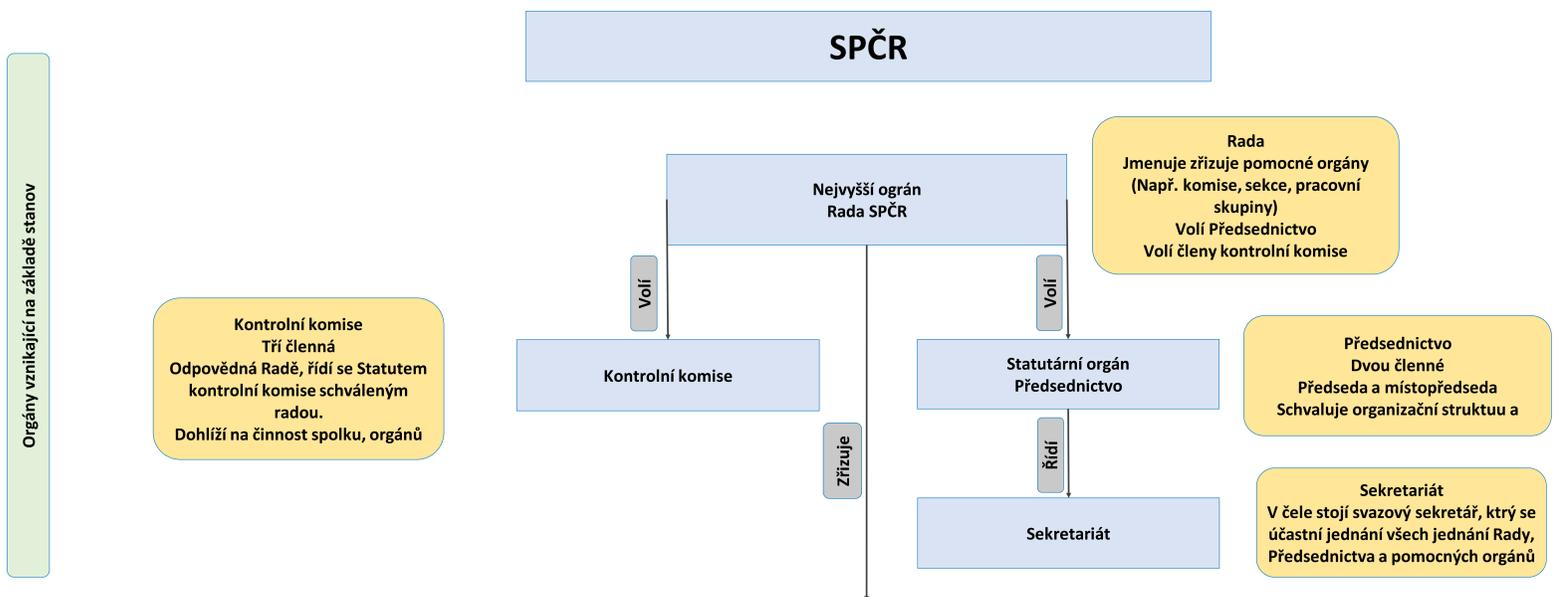 SPČR
Orgány vznikající na základě stanov
Nejvyšší ográn
Rada SPČR
Rada
Jmenuje zřizuje pomocné orgány
(Např. komise, sekce, pracovní
skupiny)
Volí Předsednictvo
Volí členy kontrolní komise
Volí
Volí
Kontrolní komise
Tří členná
Odpovědná Radě, řídí se Statutem
kontrolní komise schváleným
radou.
Dohlíží na činnost spolku, orgánů
Kontrolní komise
Statutární orgán
Předsednictvo
Předsednictvo
Dvou členné
Předseda a místopředseda
Schvaluje organizační struktuu a
Zřizuje
Řídí
Sekretariát
Sekretariát
V čele stojí svazový sekretář, ktrý se
účastní jednání všech jednání Rady,
Předsednictva a pomocných orgánů